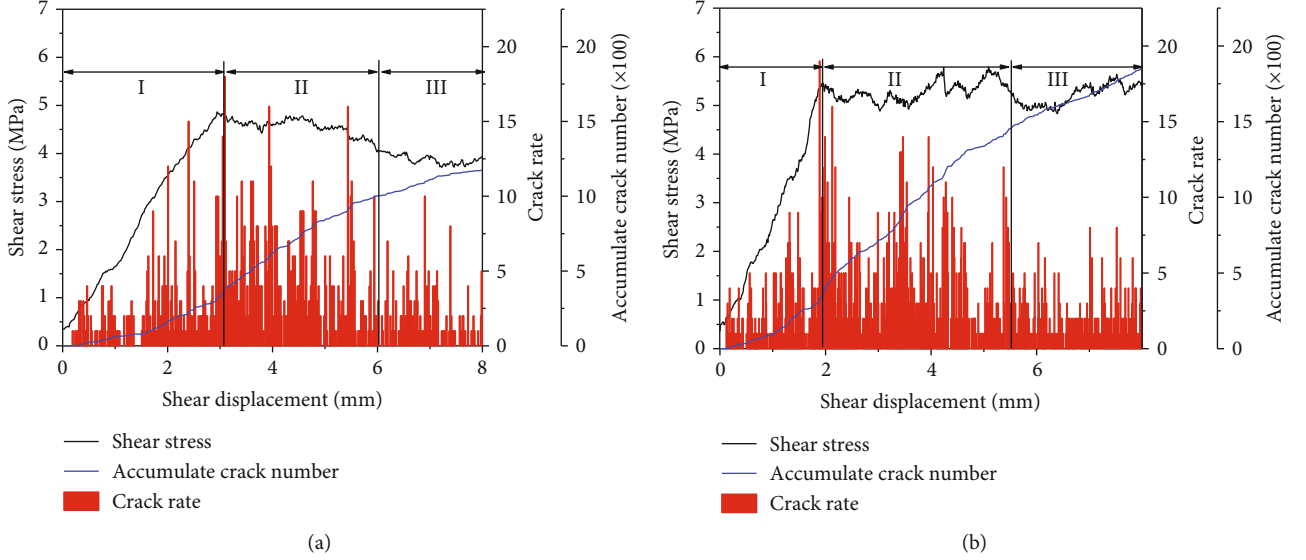 7
6
5
4
3
2
1
0
Shear stress (MPa)
I
II
III
0 2 4 6 8
Shear displacement (mm)
20
15
10
5
0
Crack rate
20
15
10
5
0
Accumulate crack number (×100)
Shear stress
Accumulate crack number
Crack rate
(a)
7
6
5
4
3
2
1
0
Shear stress (MPa)
I
II
III
0 2 4 6
Shear displacement (mm)
20
15
10
5
0
Crack rate
20
15
10
5
0
Accumulate crack number (×100)
Shear stress
Accumulate crack number
Crack rate
(b)